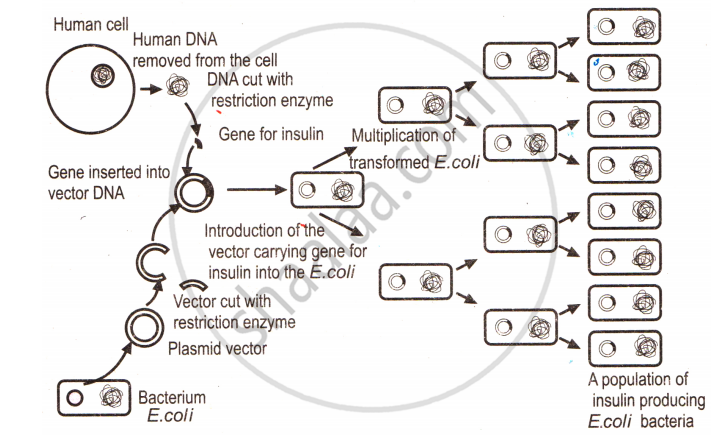 Human cell
Human DNA
removed from the cell
DNA cut with
restriction enzyme
Gene for insulin
Gene inserted into
vector DNA
Multiplication of
transformed E.coli
Introduction of the
vector carrying gene for
insulin into the E.coli
Vector cut with
restriction enzyme
Plasmid vector
Bacterium
E.coli
A population of
insulin producing
E.coli bacteria
shaalaa.com